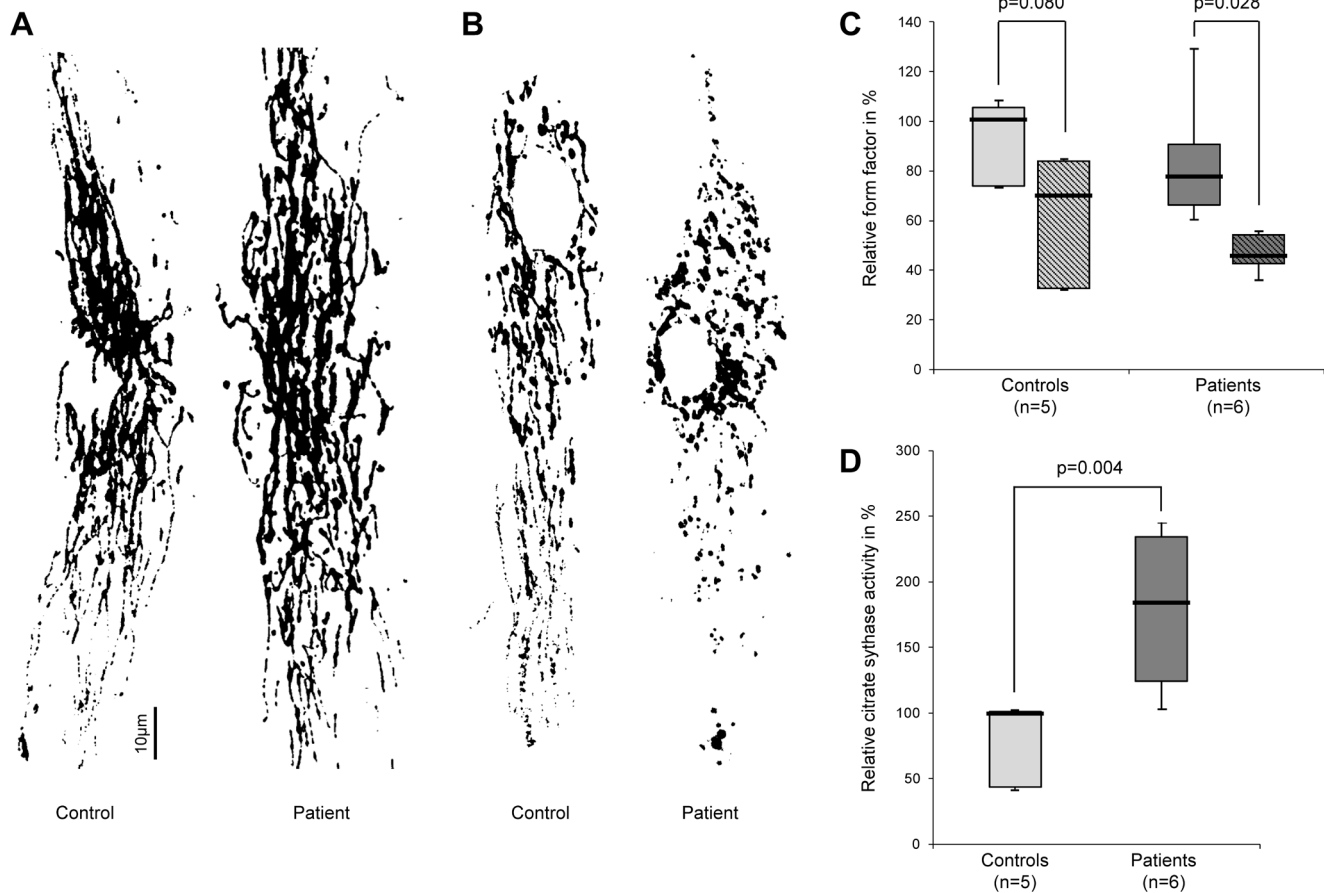 A
B
C
D
10µm
Control
Patient
Control
Patient
p=0.080
p=0.028
Relative form factor in %
140
120
100
80
60
40
20
0
Controls
(n=5)
Patients
(n=6)
p=0.004
Relative citrate sythase activity in %
300
250
200
150
100
50
0
Controls
(n=5)
Patients
(n=6)